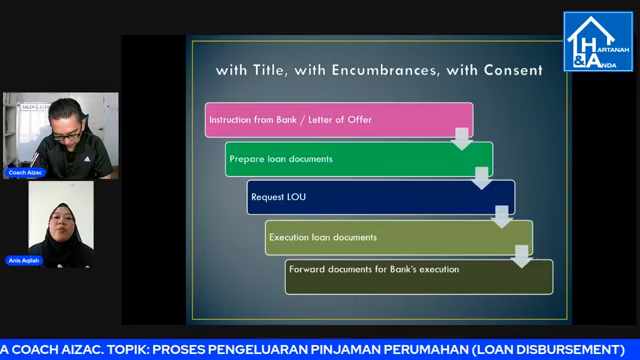 with Title, with Encumbrances, with Consent
HARTANAH
& ANDA
Instruction from Bank / Letter of Offer
Prepare loan documents
Request LOU
Execution loan documents
Forward documents for Bank's execution
Coach Aizac
Anis Aqtiah
A COACH AIZAC. TOPIK: PROSES PENGELUARAN PINJAMAN PERUMAHAN (LOAN DISBURSEMENT)